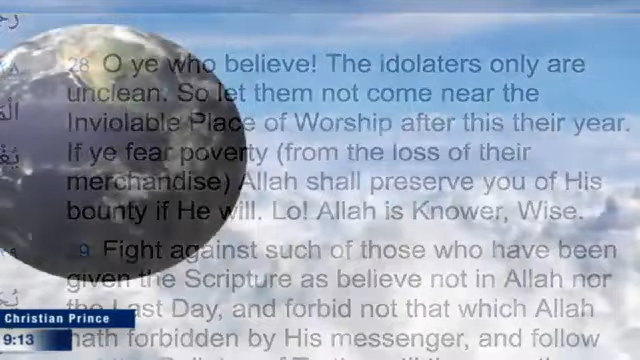 28 O ye who believe! The idolaters only are
unclean. So let them not come near the
Inviolable Place of Worship after this their year.
If ye fear poverty (from the loss of their
merchandise) Allah shall preserve you of His
bounty if He will. Lo! Allah is Knower, Wise.
9 Fight against such of those who have been
given the Scripture as believe not in Allah nor
the Last Day, and forbid not that which Allah
hath forbidden by His messenger, and follow
Christian Prince
9:13